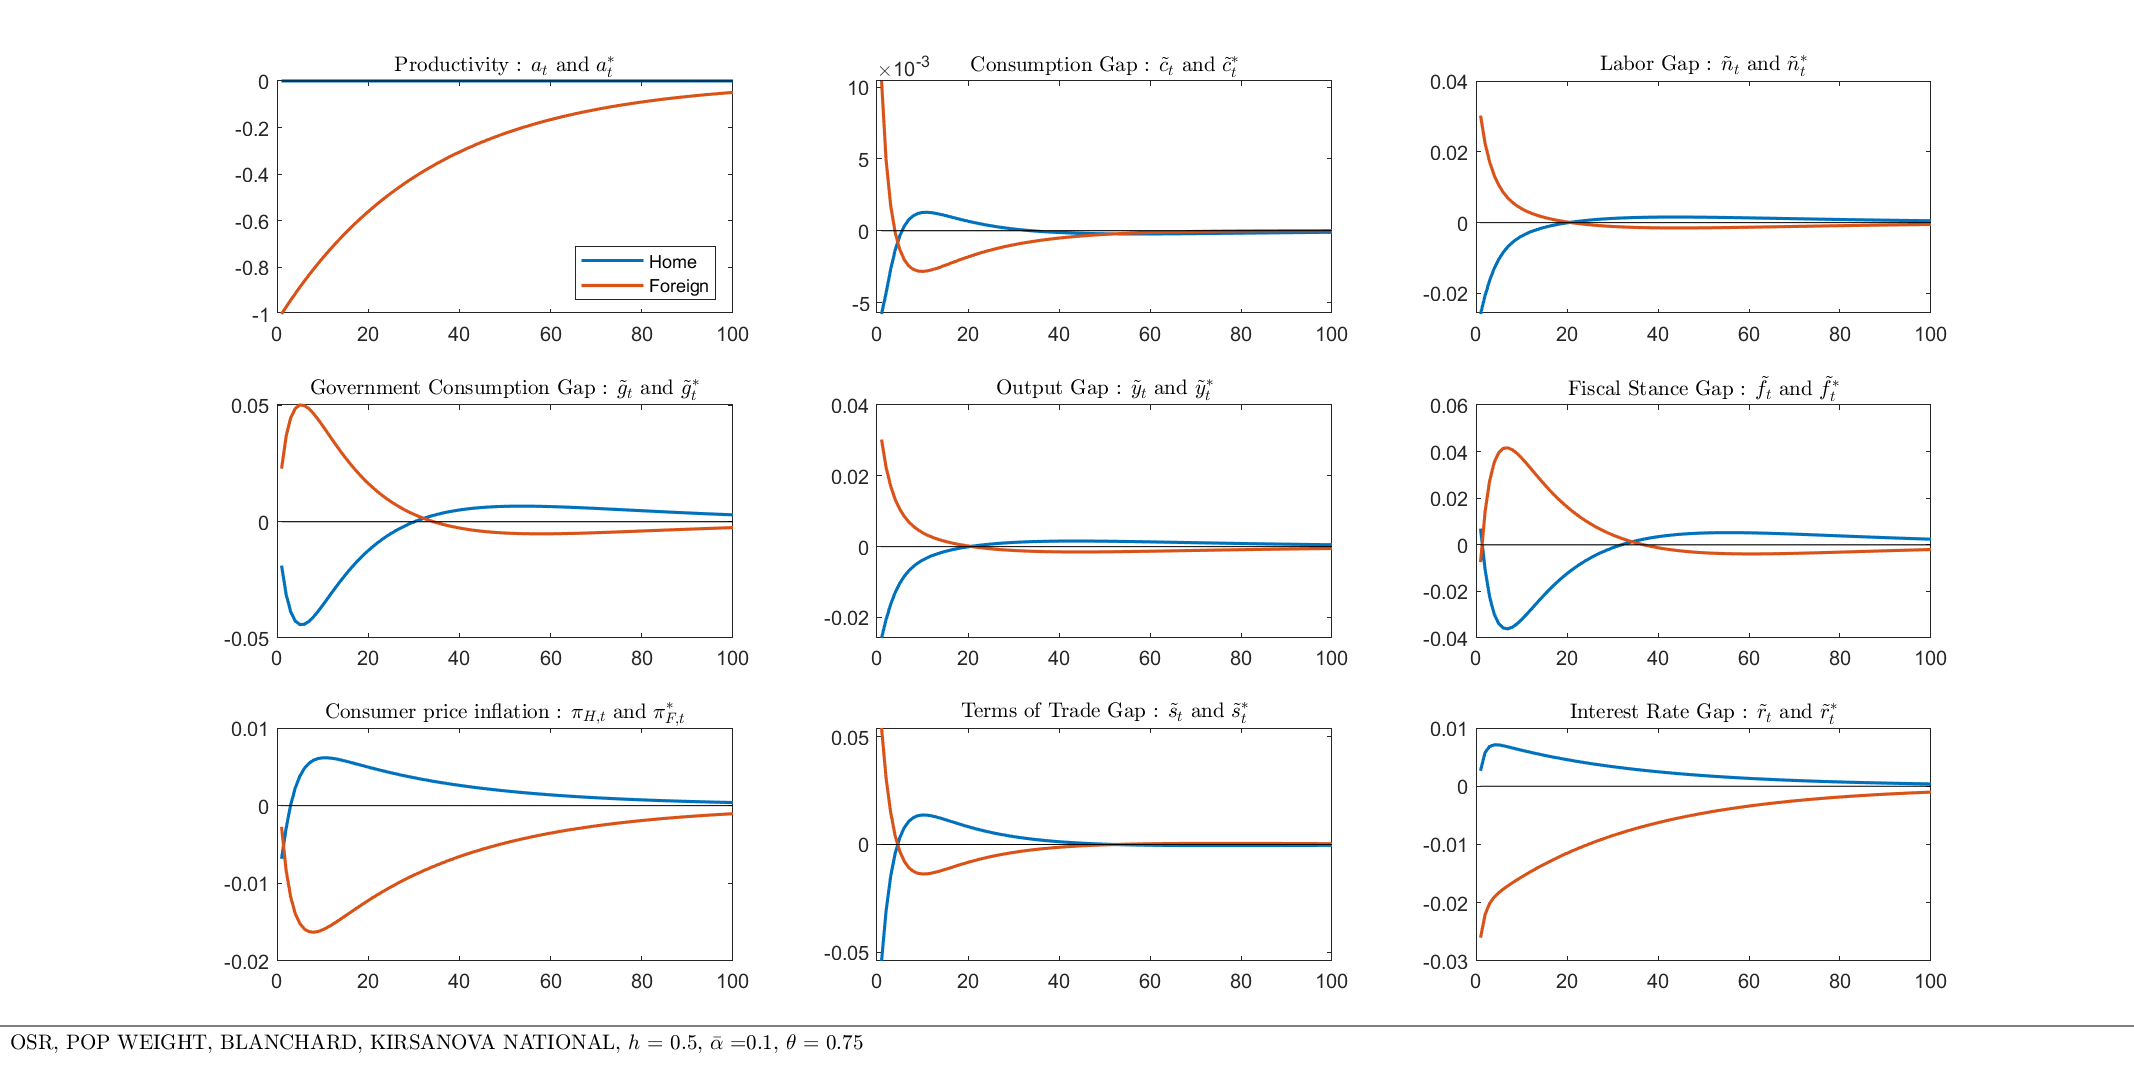 Productivity : a_t and a_t^*
0
-0.2
-0.4
-0.6
-0.8
-1
0 20 40 60 80 100
Home
Foreign
×10^-3 Consumption Gap : c̃_t and c̃_t^*
10
5
0
-5
0 20 40 60 80 100
Labor Gap : ñ_t and ñ_t^*
0.04
0.02
0
-0.02
0 20 40 60 80 100
Government Consumption Gap : g̃_t and g̃_t^*
0.05
0
-0.05
0 20 40 60 80 100
Output Gap : ỹ_t and ỹ_t^*
0.04
0.02
0
-0.02
0 20 40 60 80 100
Fiscal Stance Gap : f̃_t and f̃_t^*
0.06
0.04
0.02
0
-0.02
-0.04
0 20 40 60 80 100
Consumer price inflation : π_{H,t} and π_{F,t}^*
0.01
0
-0.01
-0.02
0 20 40 60 80 100
Terms of Trade Gap : s̃_t and s̃_t^*
0.05
0
-0.05
0 20 40 60 80 100
Interest Rate Gap : r̃_t and r̃_t^*
0.01
0
-0.01
-0.02
-0.03
0 20 40 60 80 100
OSR, POP WEIGHT, BLANCHARD, KIRSANOVA NATIONAL, h = 0.5, ᾱ =0.1, θ = 0.75